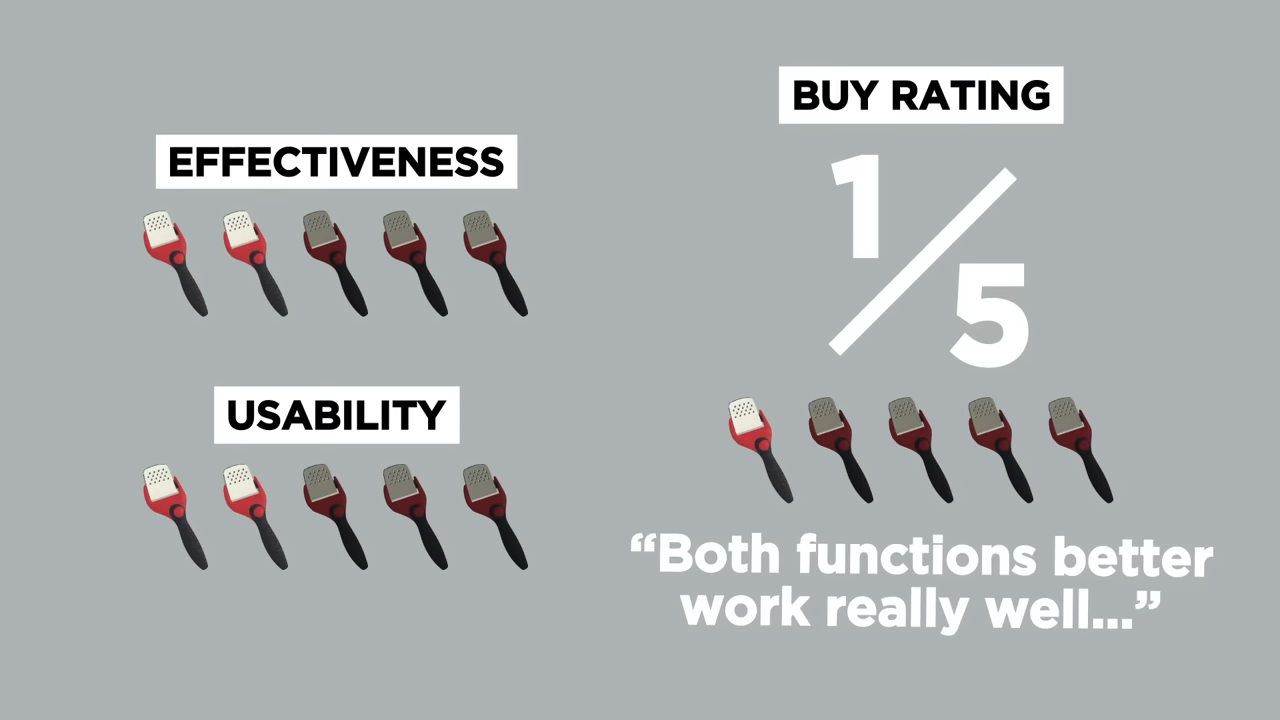 EFFECTIVENESS
USABILITY
BUY RATING
1/5
“Both functions better
work really well...”